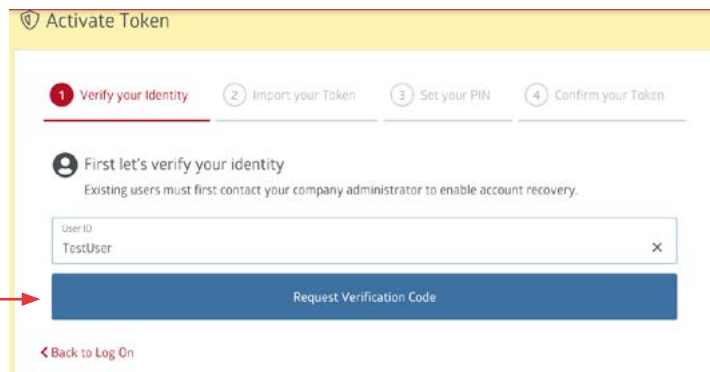 Activate Token
1 Verify your Identity 2 Import your Token 3 Set your PIN 4 Confirm your Token
First let's verify your identity
Existing users must first contact your company administrator to enable account recovery.
User ID
TestUser
Request Verification Code
Back to Log On